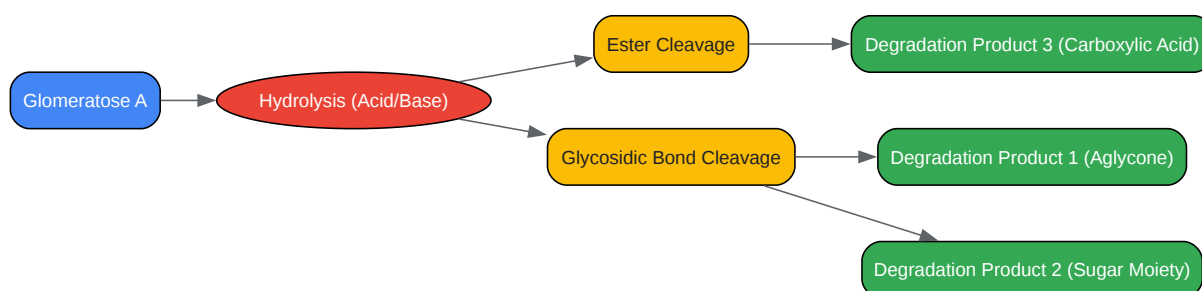 Ester Cleavage
Degradation Product 3 (Carboxylic Acid)
Glomeratose A
Hydrolysis (Acid/Base)
Glycosidic Bond Cleavage
Degradation Product 1 (Aglycone)
Degradation Product 2 (Sugar Moiety)